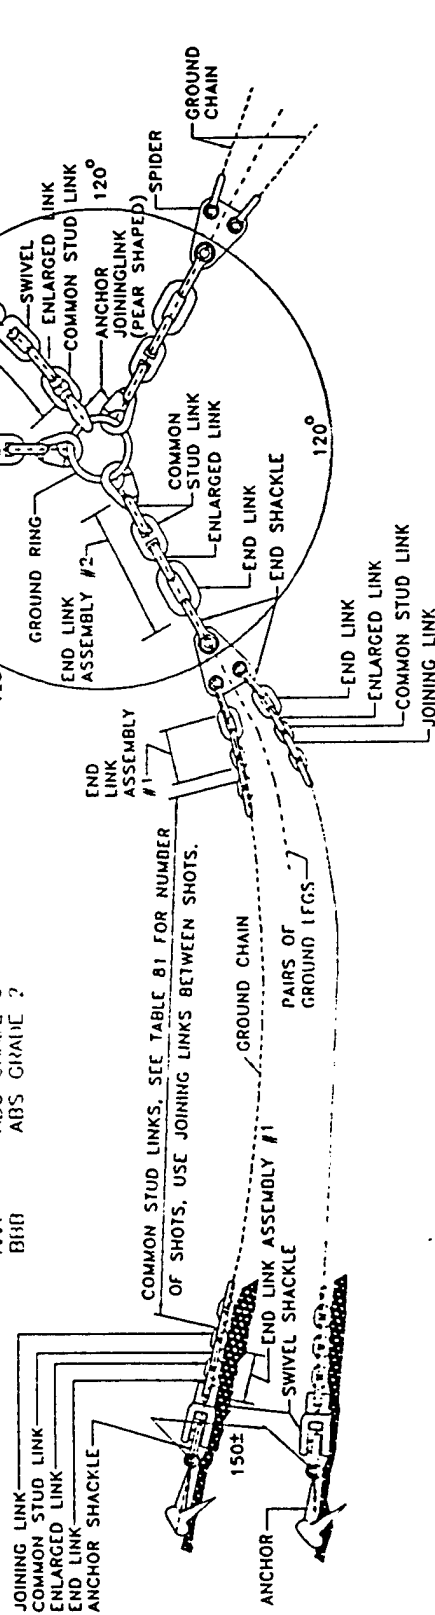 JOINING LINK
COMMON STUD LINK
ENLARGED LINK
END LINK
ANCHOR SHACKLE
BBB
ABS GRADE 2
COMMON STUD LINKS, SEE TABLE 81 FOR NUMBER
OF SHOTS, USE JOINING LINKS BETWEEN SHOTS.
150±
ANCHOR
SWIVEL SHACKLE
END LINK ASSEMBLY #1
GROUND CHAIN
PAIRS OF
GROUND LEGS
END
LINK
ASSEMBLY
#1
END LINK
ASSEMBLY #2
GROUND RING
COMMON
STUD LINK
ENLARGED LINK
END LINK
END SHACKLE
END LINK
ENLARGED LINK
COMMON STUD LINK
JOINING LINK
120°
SWIVEL
ENLARGED LINK
COMMON STUD LINK
120°
ANCHOR
JOININGLINK
(PEAR SHAPED)
SPIDER
GROUND
CHAIN